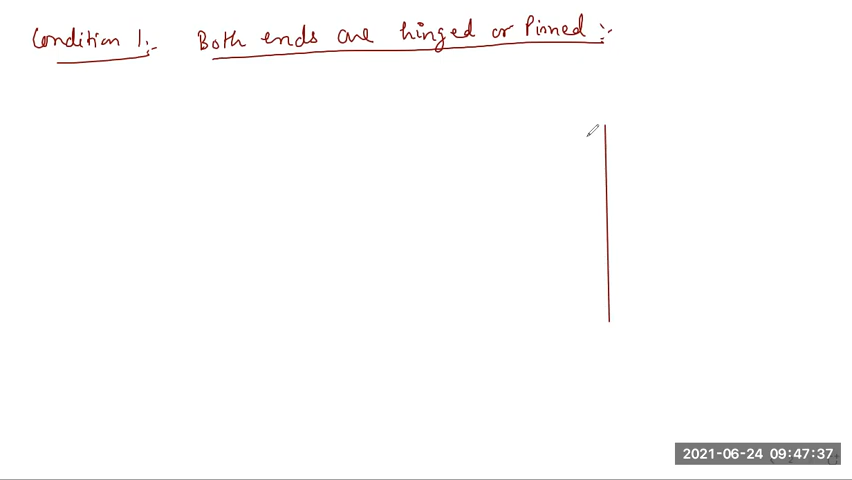 Condition 1:- Both ends are hinged or Pinned :-
2021-06-24 09:47:37